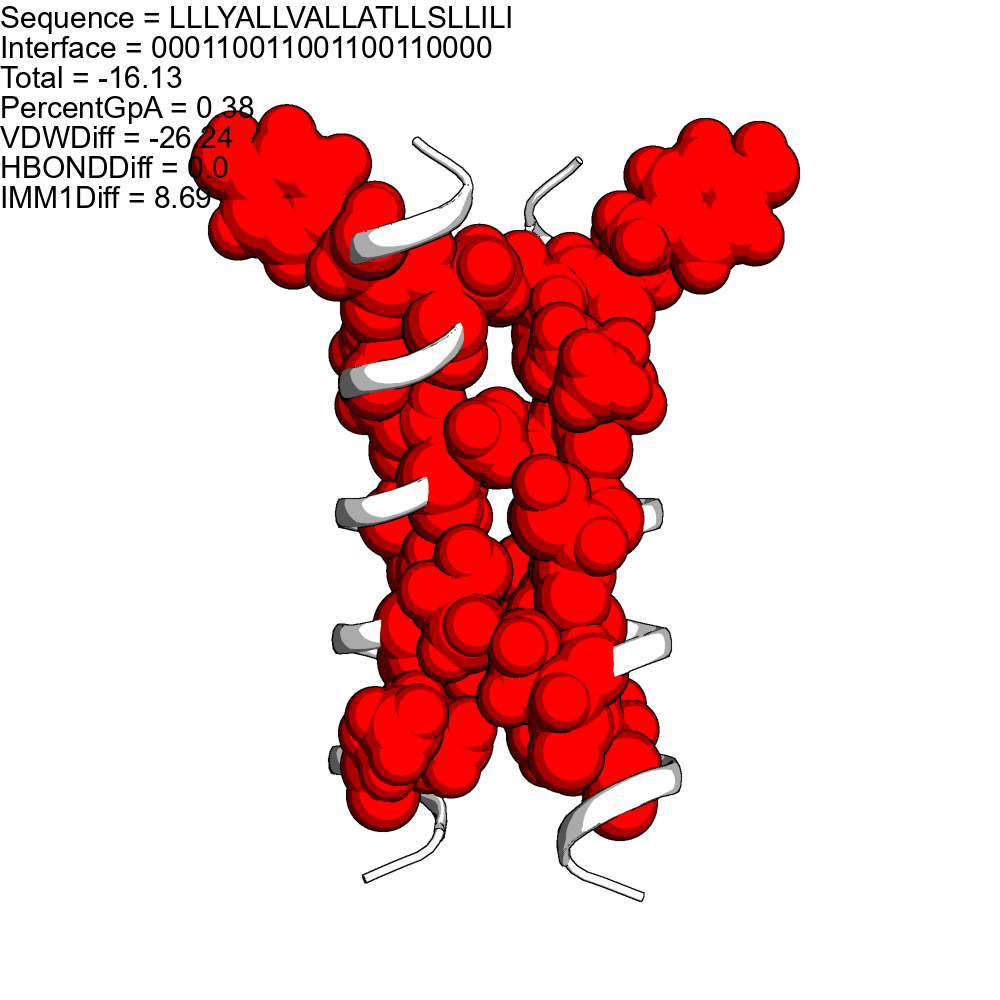 Sequence = LLLYALLVALLATLLSLLILI
Interface = 000110011001100110000
Total = -16.13
PercentGpA = 0.38
VDWDiff = -26.24
HBONDDiff = 0.0
IMM1Diff = 8.69